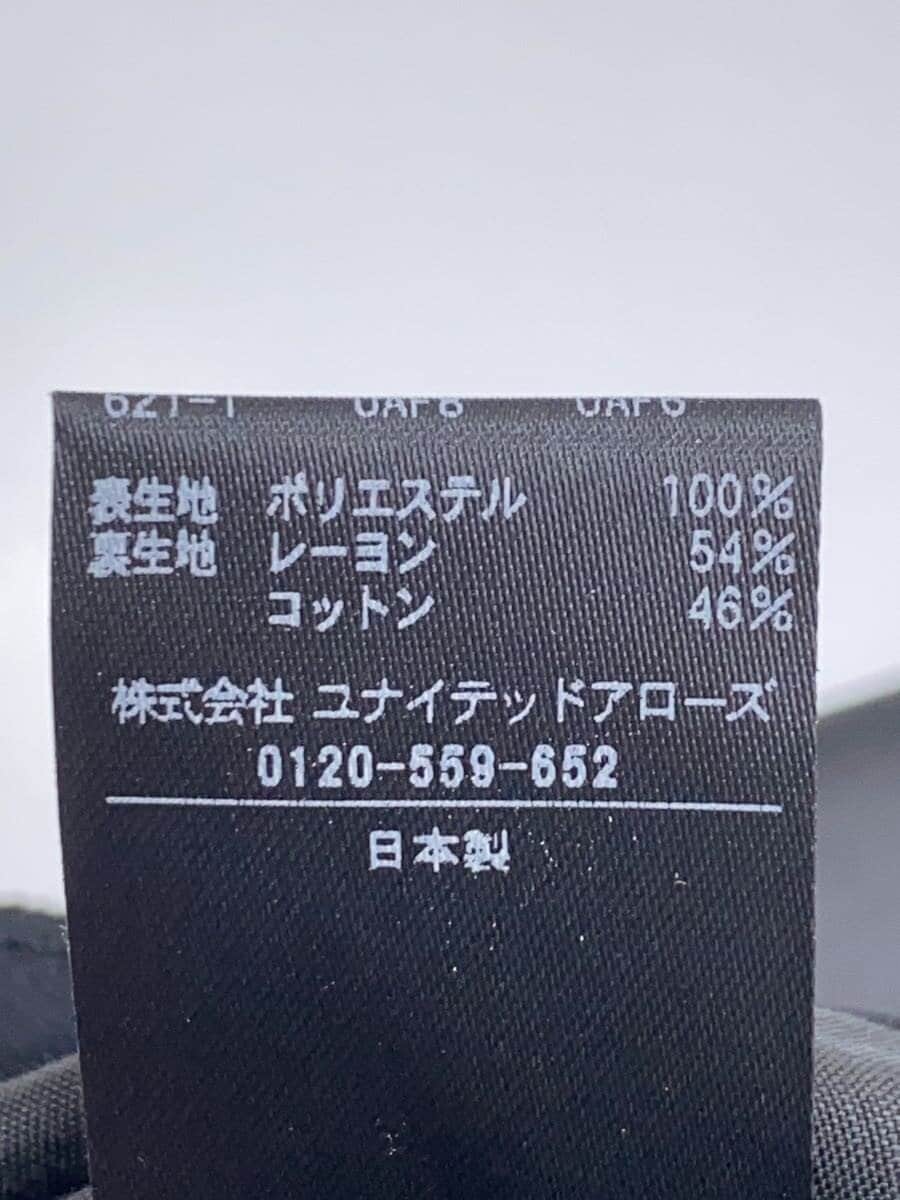 表生地 ポリエステル 100%
裏生地 レーヨン 54%
コットン 46%
株式会社 ユナイテッドアローズ
0120-559-652
日本製